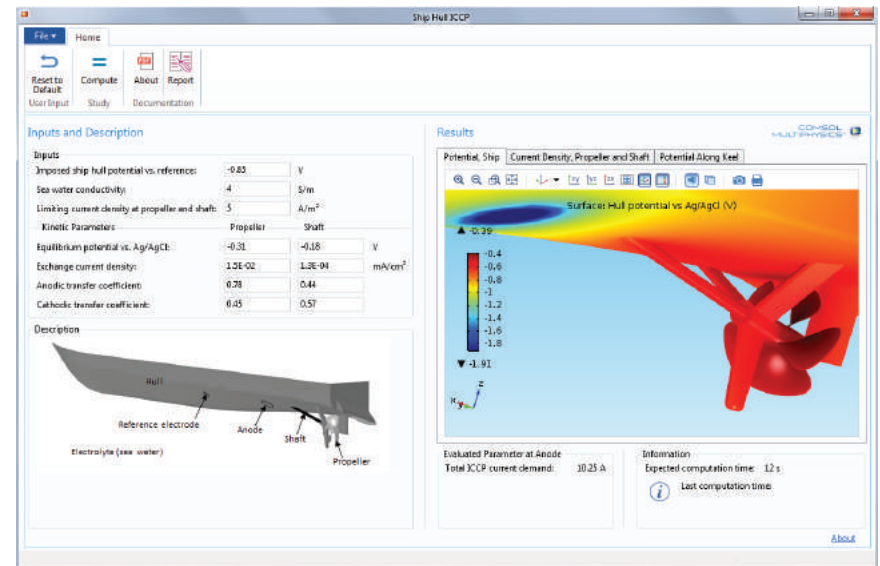 Ship Hull ICCP
File Home
Reset to Default
Compute
About
Report
User Input
Study
Documentation
Inputs and Description
Inputs
Imposed ship hull potential vs. reference: -0.85 V
Sea water conductivity: 4 S/m
Limiting current density at propeller and shaft: 5 A/m²
Kinetic Parameters Propeller Shaft
Equilibrium potential vs. Ag/AgCl: -0.31 -0.18 V
Exchange current density: 1.5E-02 1.3E-04 mA/cm²
Anodic transfer coefficient: 0.78 0.44
Cathodic transfer coefficient: 0.45 0.57
Description
Hull
Reference electrode
Anode
Shaft
Electrolyte (sea water)
Propeller
Results
COMSOL
MULTIPHYSICS
Potential, Ship Current Density, Propeller and Shaft Potential Along Keel
Surface: Hull potential vs Ag/AgCl (V)
▲ -0.39
-0.4
-0.6
-0.8
-1
-1.2
-1.4
-1.6
-1.8
▼ -1.91
z
x
y
Evaluated Parameter at Anode
Total ICCP current demand: 10.25 A
Information
Expected computation time: 12 s
Last computation time:
About